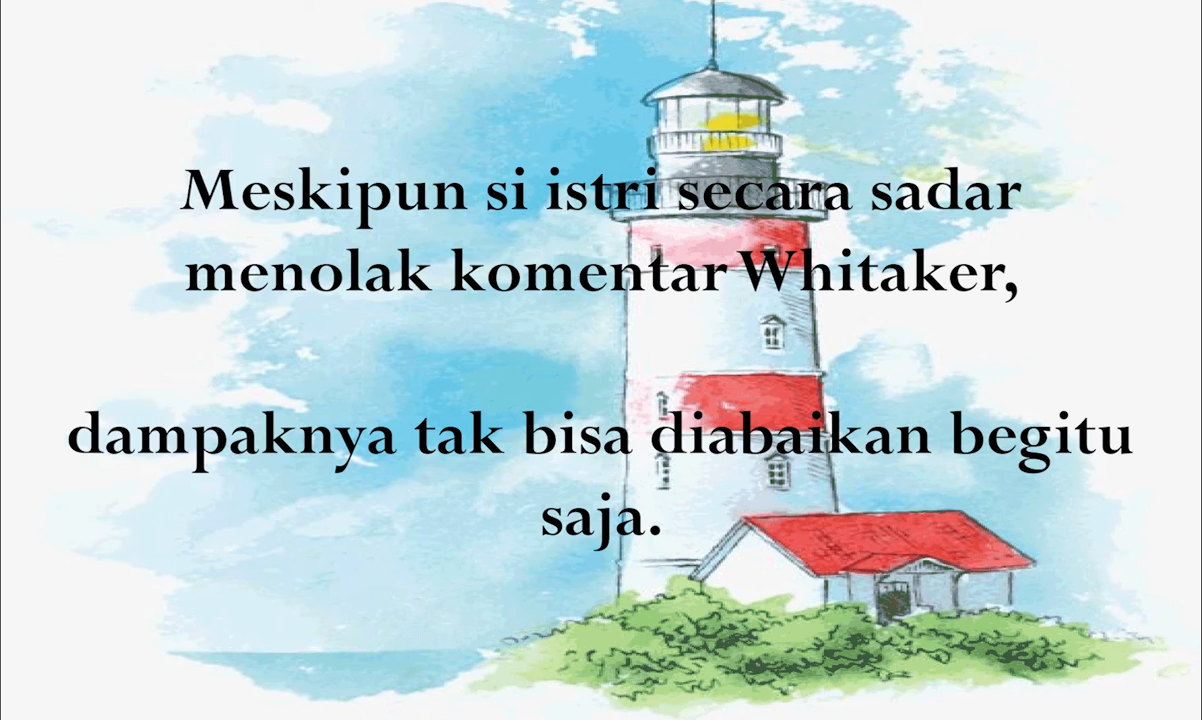 Meskipun si istri secara sadar
menolak komentar Whitaker,
dampaknya tak bisa diabaikan begitu
saja.